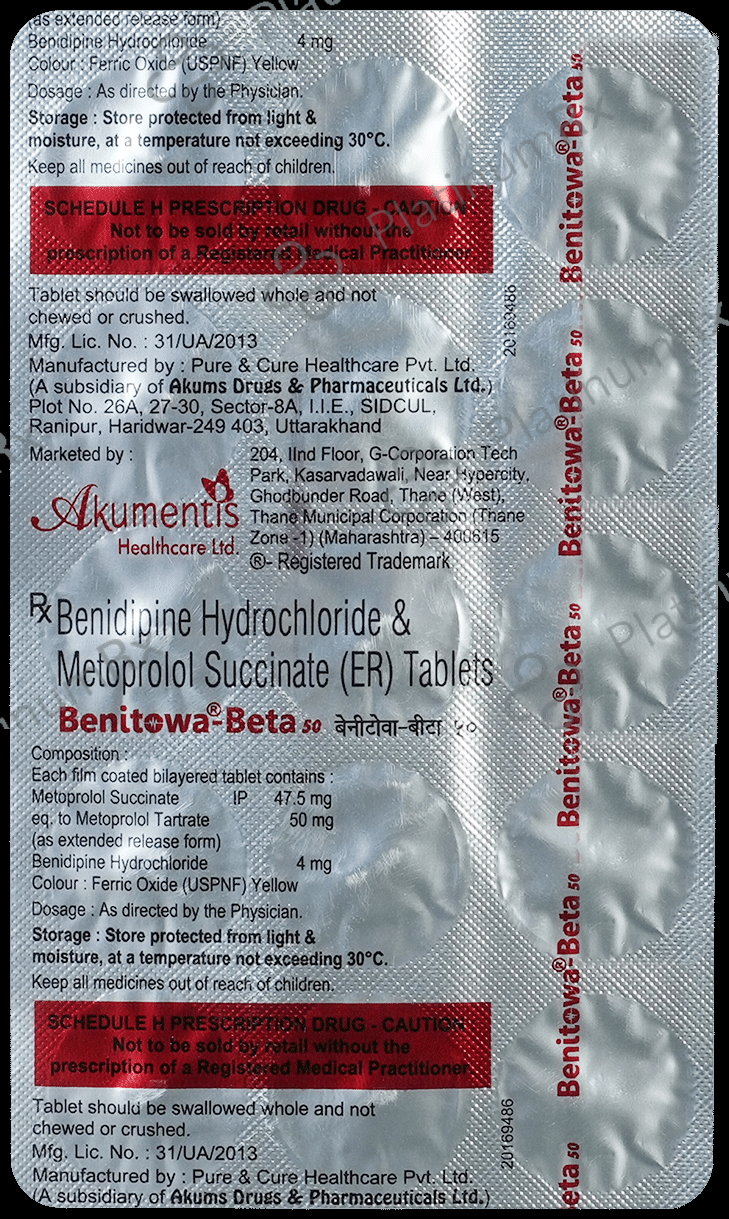 (as extended release form)
Benidipine Hydrochloride 4 mg
Colour : Ferric Oxide (USPNF) Yellow
Dosage : As directed by the Physician.
Storage : Store protected from light &
moisture, at a temperature not exceeding 30°C.
Keep all medicines out of reach of children.
SCHEDULE H PRESCRIPTION DRUG - CAUTION
Not to be sold by retail without the
prescription of a Registered Medical Practitioner
Tablet should be swallowed whole and not
chewed or crushed.
Mfg. Lic. No. : 31/UA/2013
Manufactured by : Pure & Cure Healthcare Pvt. Ltd.
(A subsidiary of Akums Drugs & Pharmaceuticals Ltd.)
Plot No. 26A, 27-30, Sector-8A, I.I.E., SIDCUL,
Ranipur, Haridwar-249 403, Uttarakhand
Marketed by :
Akumentis
Healthcare Ltd.
204, IInd Floor, G-Corporation Tech
Park, Kasarvadawali, Near Hypercity,
Ghodbunder Road, Thane (West),
Thane Municipal Corporation (Thane
Zone -1) (Maharashtra) – 400615
®- Registered Trademark
Rx Benidipine Hydrochloride &
Metoprolol Succinate (ER) Tablets
Benitowa®-Beta 50 बेनीटोवा-बीटा ५०
Composition :
Each film coated bilayered tablet contains :
Metoprolol Succinate IP 47.5 mg
eq. to Metoprolol Tartrate 50 mg
(as extended release form)
Benidipine Hydrochloride 4 mg
Colour : Ferric Oxide (USPNF) Yellow
Dosage : As directed by the Physician.
Storage : Store protected from light &
moisture, at a temperature not exceeding 30°C.
Keep all medicines out of reach of children.
SCHEDULE H PRESCRIPTION DRUG - CAUTION
Not to be sold by retail without the
prescription of a Registered Medical Practitioner
Tablet should be swallowed whole and not
chewed or crushed.
Mfg. Lic. No. : 31/UA/2013
Manufactured by : Pure & Cure Healthcare Pvt. Ltd.
(A subsidiary of Akums Drugs & Pharmaceuticals Ltd.)
20169486
20169486
Benitowa®-Beta 50
Benitowa®-Beta 50
Benitowa®-Beta 50
Benitowa®-Beta 50
eta 50
Platinumrx
Platinumrx